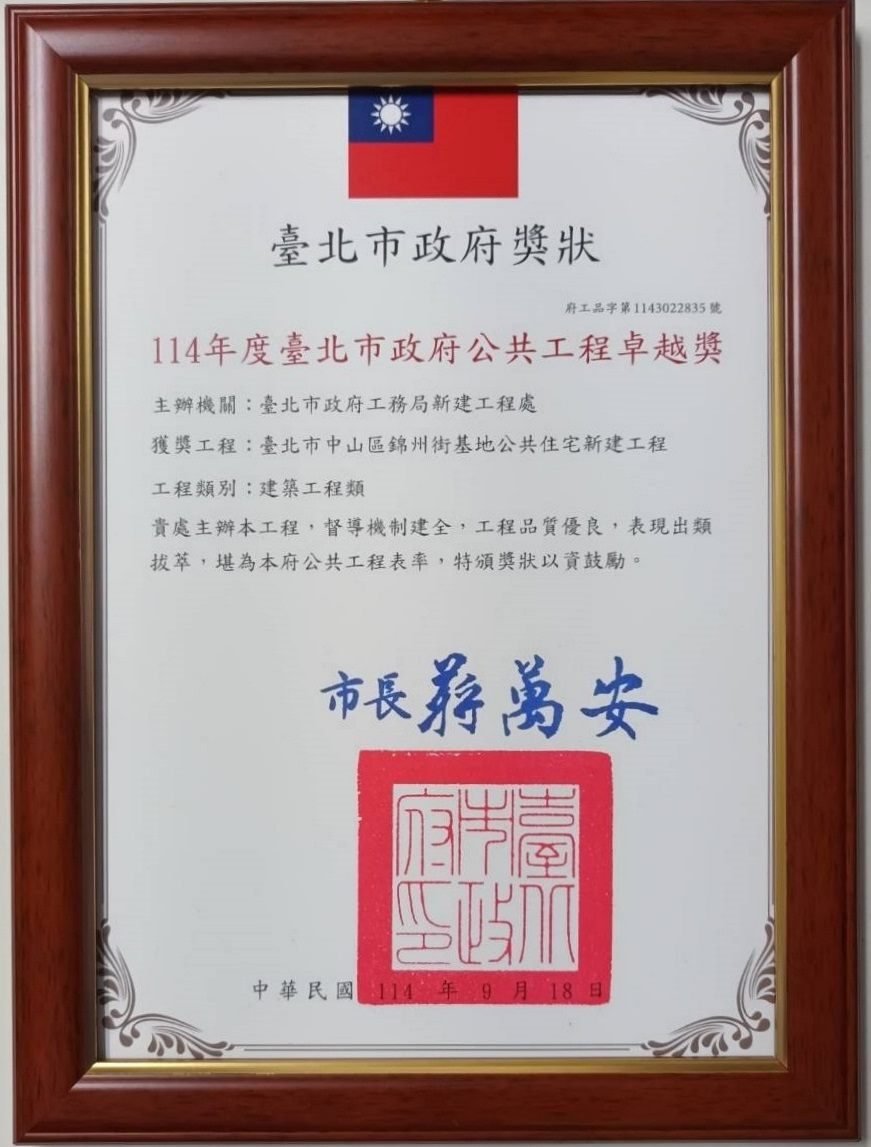 臺北市政府獎狀
府工品字第1143022835號
114年度臺北市政府公共工程卓越獎
主辦機關：臺北市政府工務局新建工程處
獲獎工程：臺北市中山區錦州街基地公共住宅新建工程
工程類別：建築工程類
貴處主辦本工程，督導機制建全，工程品質優良，表現出類
拔萃，堪為本府公共工程表率，特頒獎狀以資鼓勵。
市長 蔣萬安
臺北市政府印
中華民國 114 年 9 月 18 日